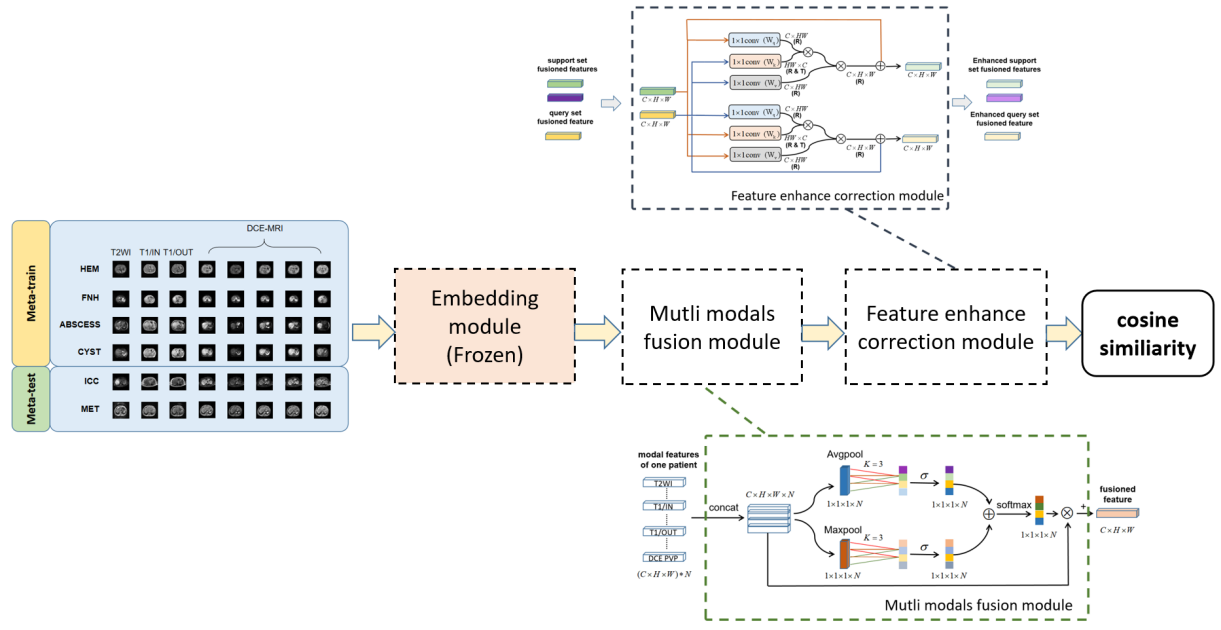 support set
fusioned features
query set
fusioned feature
C×H×W
C×H×W
1×1conv (Wq)
1×1conv (Wk)
1×1conv (Wv)
C×HW
(R)
HW×C
(R & T)
C×HW
(R)
C×H×W
(R)
C×H×W
1×1conv (Wq)
1×1conv (Wk)
1×1conv (Wv)
C×HW
(R)
HW×C
(R & T)
C×HW
(R)
C×H×W
(R)
C×H×W
Feature enhance correction module
Enhanced support
set fusioned features
Enhanced query set
fusioned feature
Meta-train
Meta-test
DCE-MRI
T2WI T1/IN T1/OUT
HEM
FNH
ABSCESS
CYST
ICC
MET
Embedding
module
(Frozen)
Mutli modals
fusion module
Feature enhance
correction module
cosine
similiarity
modal features
of one patient
T2WI
T1/IN
T1/OUT
DCE PVP
(C×H×W)*N
concat
C×H×W×N
Avgpool
K=3
σ
1×1×1×N
1×1×1×N
Maxpool
K=3
σ
1×1×1×N
1×1×1×N
softmax
1×1×1×N
+
fusioned
feature
C×H×W
Mutli modals fusion module